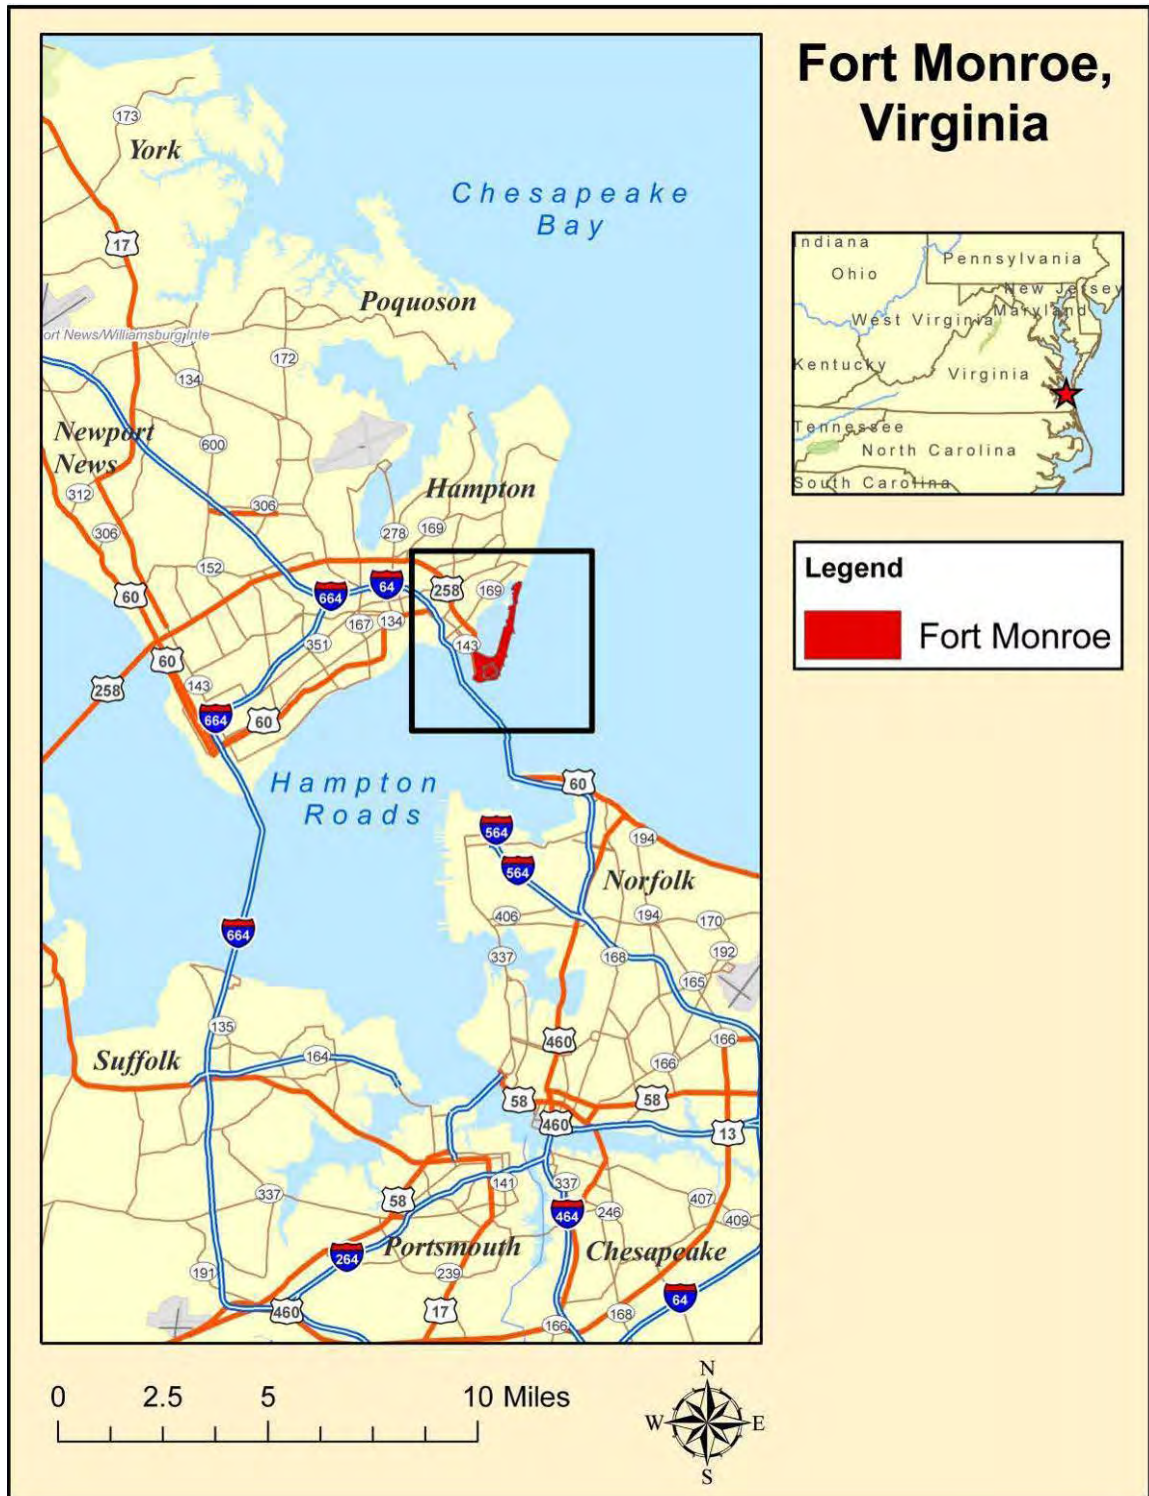 Fort Monroe,
Virginia
173
York
Chesapeake
Bay
17
Poquoson
ort News/Williamsburg Inte
172
134
Newport
News
600
312
Hampton
306
306
278
169
152
60
664
64
258
169
167
134
351
143
60
143
258
664
60
Hampton
Roads
60
564
194
564
Norfolk
406
194
170
664
337
168
192
165
135
460
166
Suffolk
164
166
58
58
460
13
337
58
141
337
407
464
246
409
Portsmouth
Chesapeake
264
191
239
64
460
17
166
168
Indiana
Ohio
Pennsylvania
New Jersey
Maryland
West Virginia
Kentucky
Virginia
Tennessee
North Carolina
South Carolina
Legend
Fort Monroe
0 2.5 5 10 Miles
N
W E
S